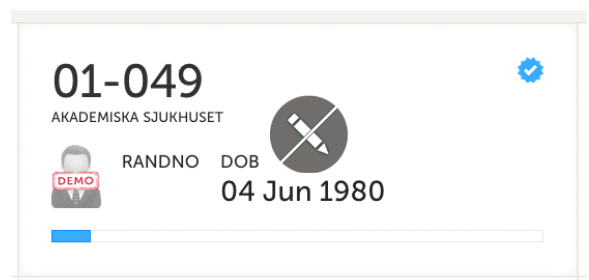 01-049
AKADEMISKA SJUKHUSET
RANDNO DOB
DEMO
04 Jun 1980